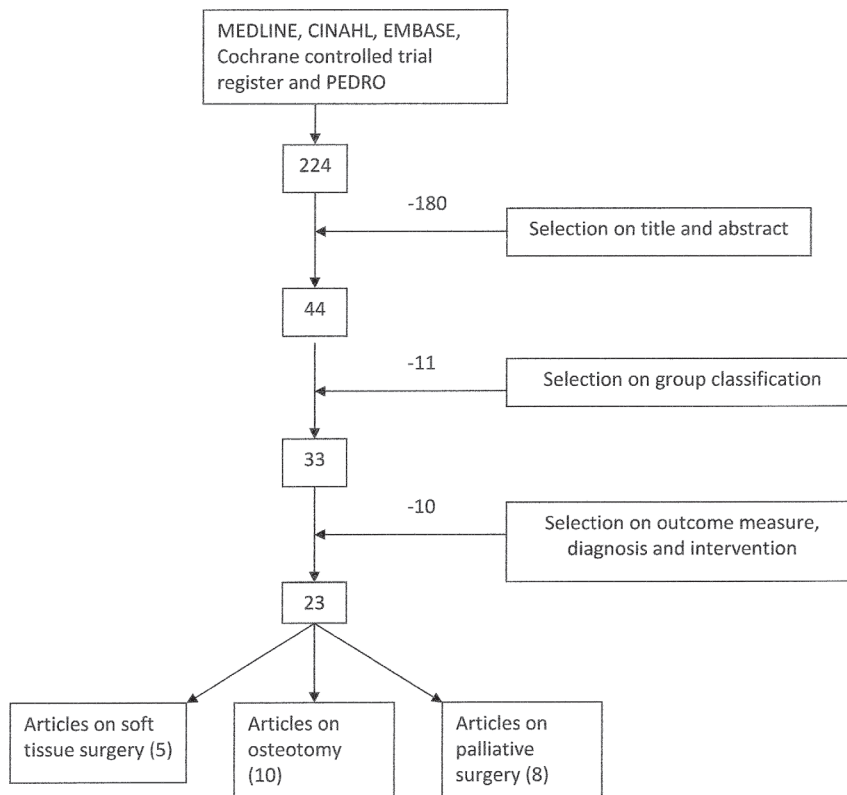 MEDLINE, CINAHL, EMBASE,
Cochrane controlled trial
register and PEDRO
224
-180
Selection on title and abstract
44
-11
Selection on group classification
33
-10
Selection on outcome measure,
diagnosis and intervention
23
Articles on soft
tissue surgery (5)
Articles on
osteotomy
(10)
Articles on
palliative
surgery (8)